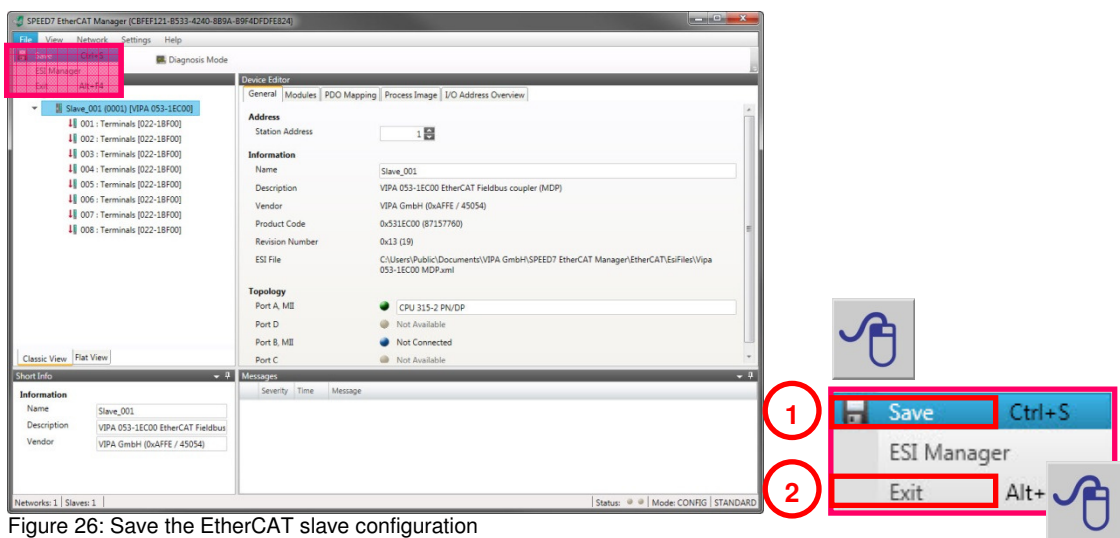 SPEED7 EtherCAT Manager [CBFEF121-B533-4240-8B9A-B9F4DFDFE824]
File View Network Settings Help
Save Ctrl+S
Diagnosis Mode
ESI Manager
Exit Alt+F4
Device Editor
General Modules PDO Mapping Process Image I/O Address Overview
Slave_001 (0001) [VIPA 053-1EC00]
001 : Terminals [022-1BF00]
002 : Terminals [022-1BF00]
003 : Terminals [022-1BF00]
004 : Terminals [022-1BF00]
005 : Terminals [022-1BF00]
006 : Terminals [022-1BF00]
007 : Terminals [022-1BF00]
008 : Terminals [022-1BF00]
Address
Station Address 1
Information
Name Slave_001
Description VIPA 053-1EC00 EtherCAT Fieldbus coupler (MDP)
Vendor VIPA GmbH (0xAFFE / 45054)
Product Code 0x531EC00 (87157760)
Revision Number 0x13 (19)
ESI File C:\Users\Public\Documents\VIPA GmbH\SPEED7 EtherCAT Manager\EtherCAT\EsiFiles\Vipa
053-1EC00 MDP.xml
Topology
Port A, MII CPU 315-2 PN/DP
Port D Not Available
Port B, MII Not Connected
Port C Not Available
Classic View Flat View
Short Info
Information
Name Slave_001
Description VIPA 053-1EC00 EtherCAT Fieldbus
Vendor VIPA GmbH (0xAFFE / 45054)
Messages
Severity Time Message
Networks: 1 Slaves: 1
Status: Mode: CONFIG STANDARD
1 Save Ctrl+S
ESI Manager
2 Exit Alt+
Figure 26: Save the EtherCAT slave configuration